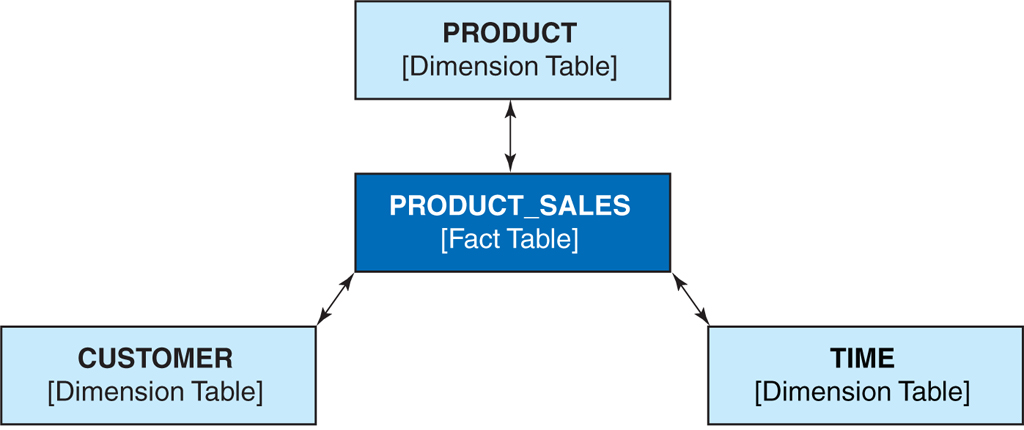 PRODUCT
[Dimension Table]
PRODUCT_SALES
[Fact Table]
CUSTOMER
[Dimension Table]
TIME
[Dimension Table]